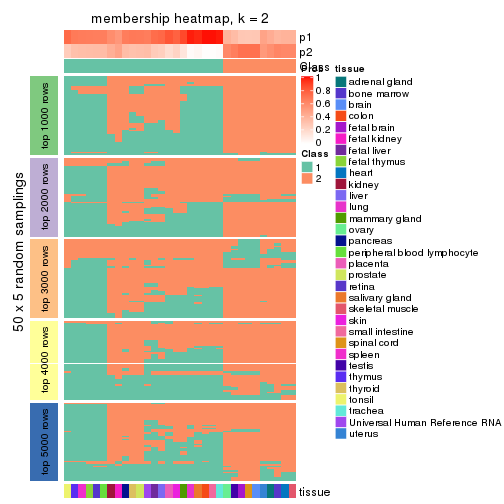 membership heatmap, k = 2
p1
p2
Class
Prob
1
0.8
0.6
0.4
0.2
0
Class
1
2
tissue
adrenal gland
bone marrow
brain
colon
fetal brain
fetal kidney
fetal liver
fetal thymus
heart
kidney
liver
lung
mammary gland
ovary
pancreas
peripheral blood lymphocyte
placenta
prostate
retina
salivary gland
skeletal muscle
skin
small intestine
spinal cord
spleen
testis
thymus
thyroid
tonsil
trachea
Universal Human Reference RNA
uterus
50 x 5 random samplings
top 1000 rows
top 2000 rows
top 3000 rows
top 4000 rows
top 5000 rows
tissue